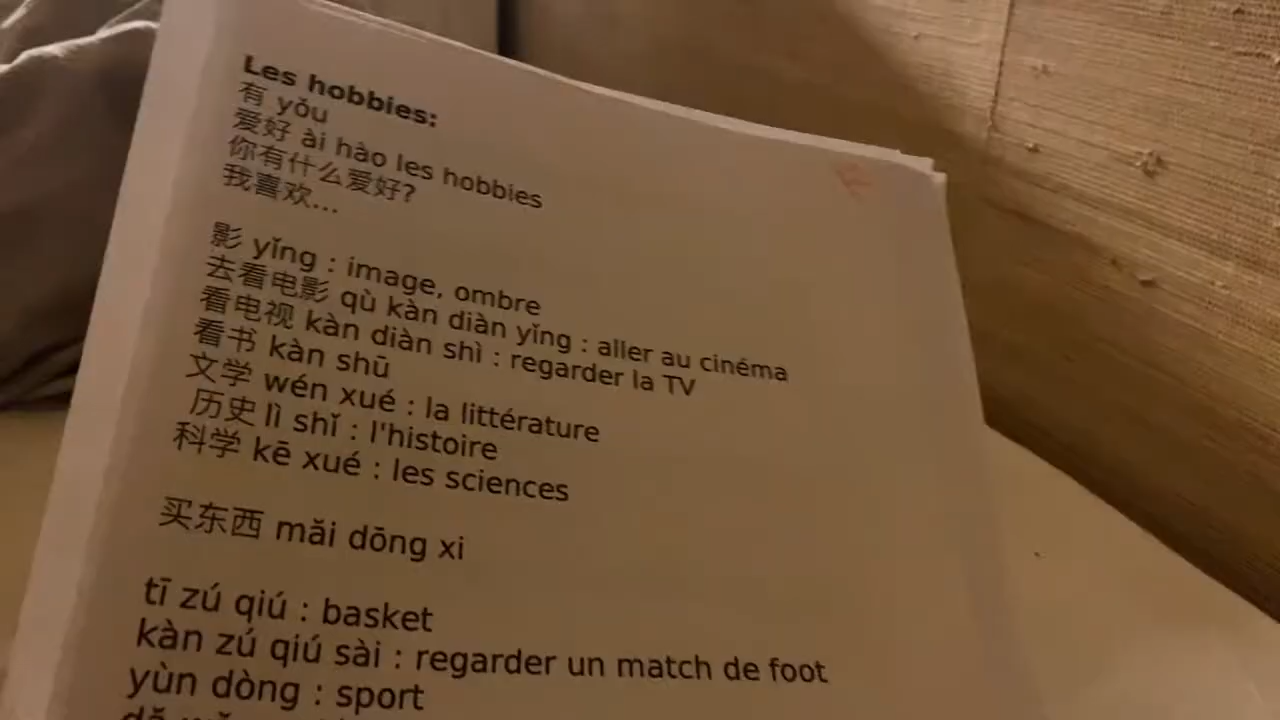 Les hobbies:
有 yǒu
爱好 ài hào les hobbies
你有什么爱好?
我喜欢...
影 yǐng : image, ombre
去看电影 qù kàn diàn yǐng : aller au cinéma
看电视 kàn diàn shì : regarder la TV
看书 kàn shū
文学 wén xué : la littérature
历史 lì shǐ : l'histoire
科学 kē xué : les sciences
买东西 mǎi dōng xi
tī zú qiú : basket
kàn zú qiú sài : regarder un match de foot
yùn dòng : sport